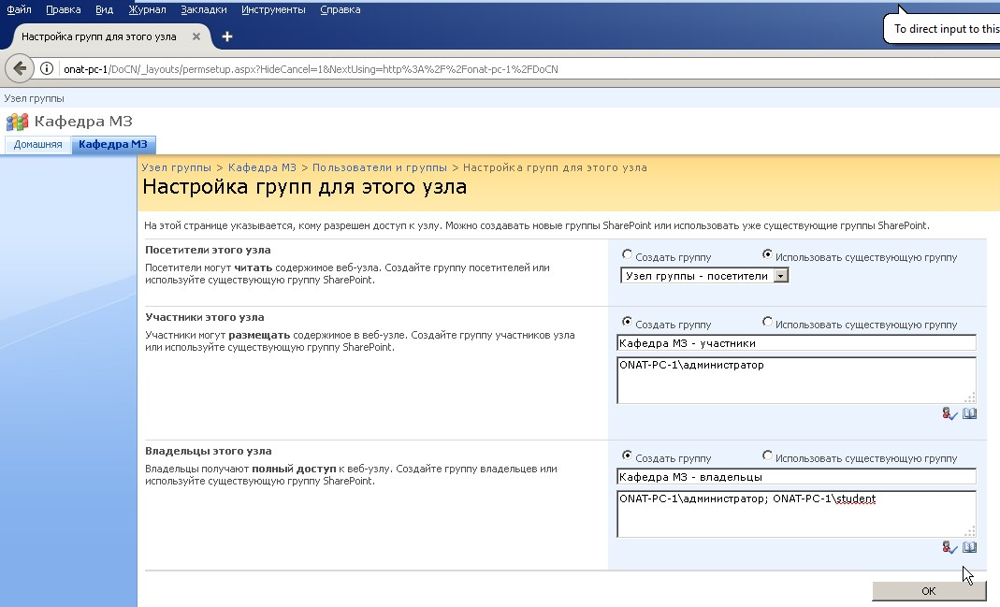 Файл Правка Вид Журнал Закладки Инструменты Справка
To direct input to this
Настройка групп для этого узла
onat-pc-1/DoCN/_layouts/permsetup.aspx?HideCancel=1&NextUsing=http%3A%2F%2Fonat-pc-1%2FDoCN
Узел группы
Кафедра МЗ
Домашняя Кафедра МЗ
Узел группы > Кафедра МЗ > Пользователи и группы > Настройка групп для этого узла
Настройка групп для этого узла
На этой странице указывается, кому разрешен доступ к узлу. Можно создавать новые группы SharePoint или использовать уже существующие группы SharePoint.
Посетители этого узла
Посетители могут читать содержимое веб-узла. Создайте группу посетителей или
используйте существующую группу SharePoint.
Создать группу Использовать существующую группу
Узел группы - посетители
Участники этого узла
Участники могут размещать содержимое в веб-узле. Создайте группу участников узла
или используйте существующую группу SharePoint.
Создать группу Использовать существующую группу
Кафедра МЗ - участники
ONAT-PC-1\администратор
Владельцы этого узла
Владельцы получают полный доступ к веб-узлу. Создайте группу владельцев или
используйте существующую группу SharePoint.
Создать группу Использовать существующую группу
Кафедра МЗ - владельцы
ONAT-PC-1\администратор; ONAT-PC-1\student
ОК